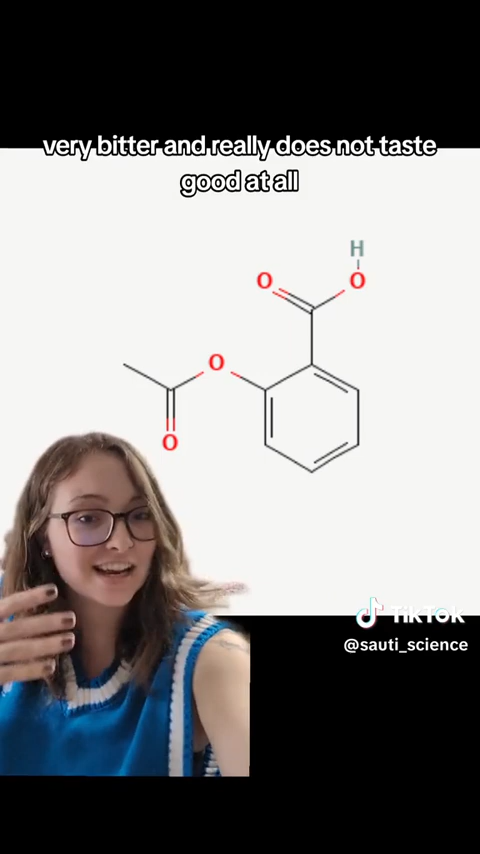 very bitter and really does not taste
good at all
H
O
O
O
O
TikTok
@sauti_science